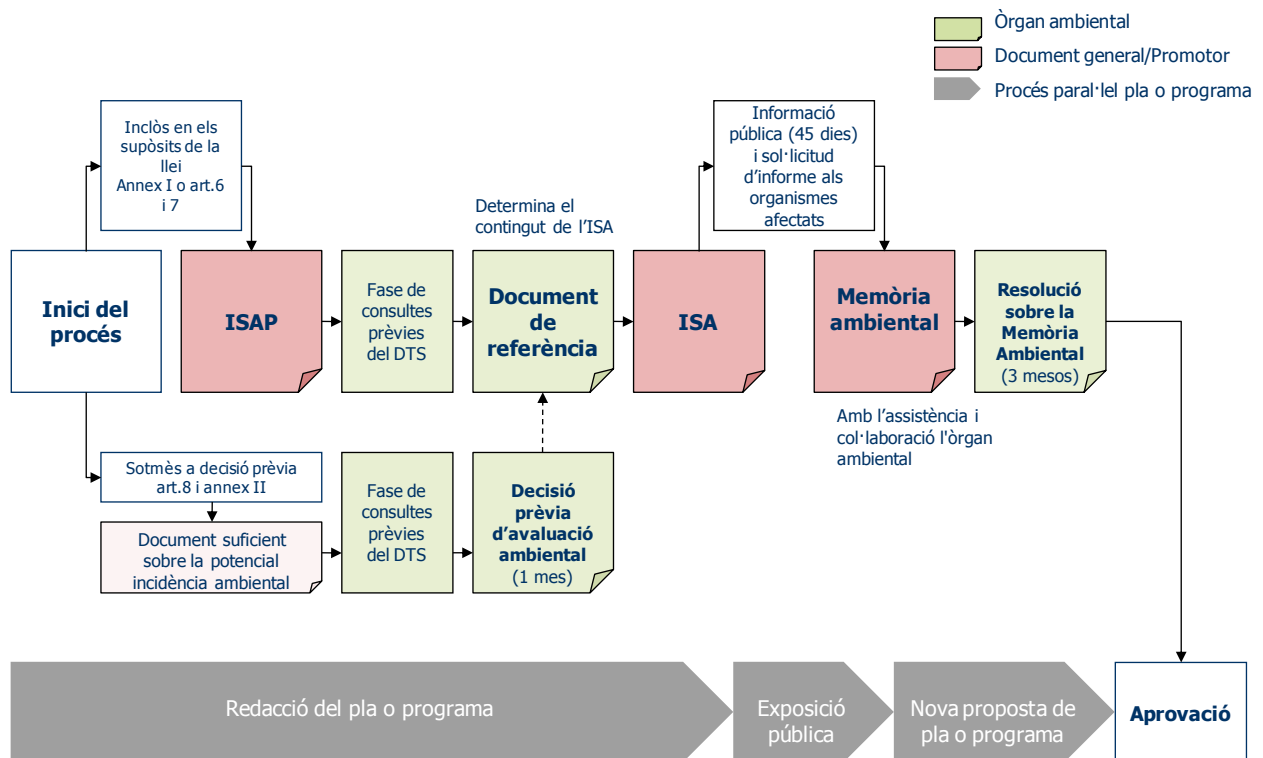 Òrgan ambiental
Document general/Promotor
Procés paral·lel pla o programa
Inclòs en els
supòsits de la
llei
Annex I o art.6
i 7
Informació
pública (45 dies)
i sol·licitud
d'informe als
organismes
afectats
Determina el
contingut de l'ISA
Inici del
procés
ISAP
Fase de
consultes
prèvies
del DTS
Document
de
referència
ISA
Memòria
ambiental
Resolució
sobre la
Memòria
Ambiental
(3 mesos)
Amb l'assistència i
col·laboració l'òrgan
ambiental
Sotmès a decisió prèvia
art.8 i annex II
Document suficient
sobre la potencial
incidència ambiental
Fase de
consultes
prèvies
del DTS
Decisió
prèvia
d'avaluació
ambiental
(1 mes)
Redacció del pla o programa
Exposició
pública
Nova proposta de
pla o programa
Aprovació